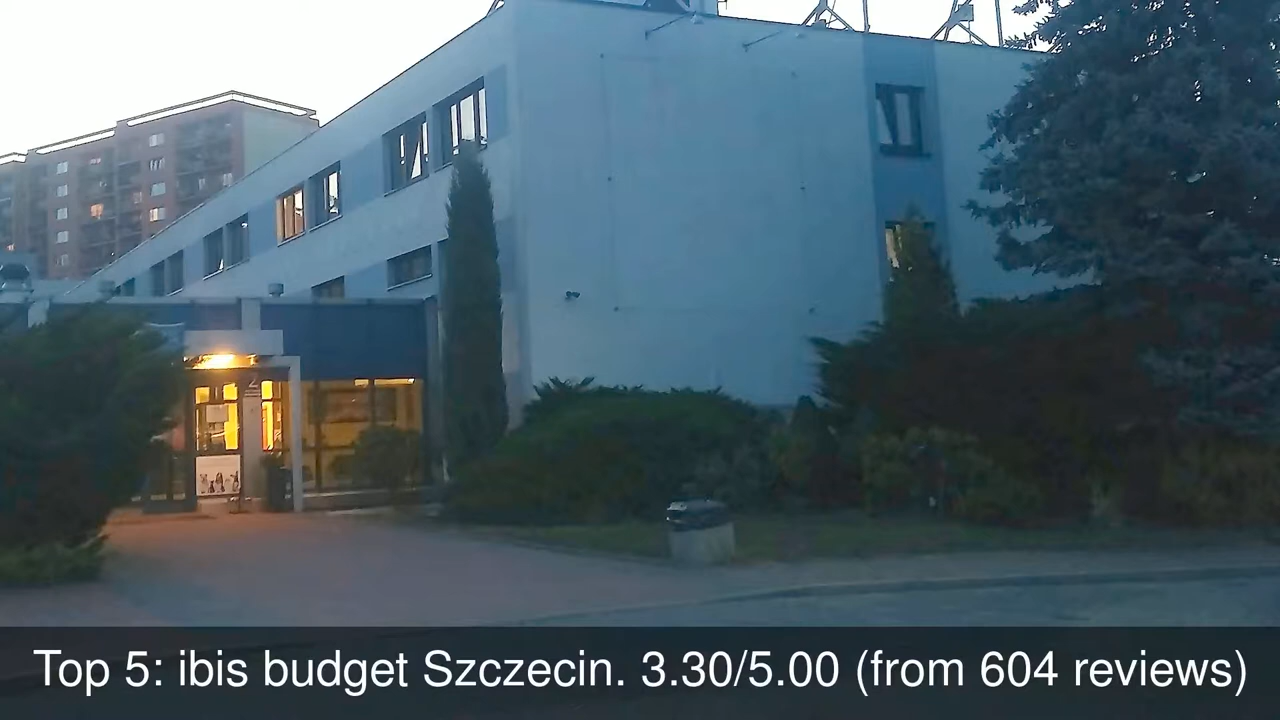 Top 5: ibis budget Szczecin. 3.30/5.00 (from 604 reviews)